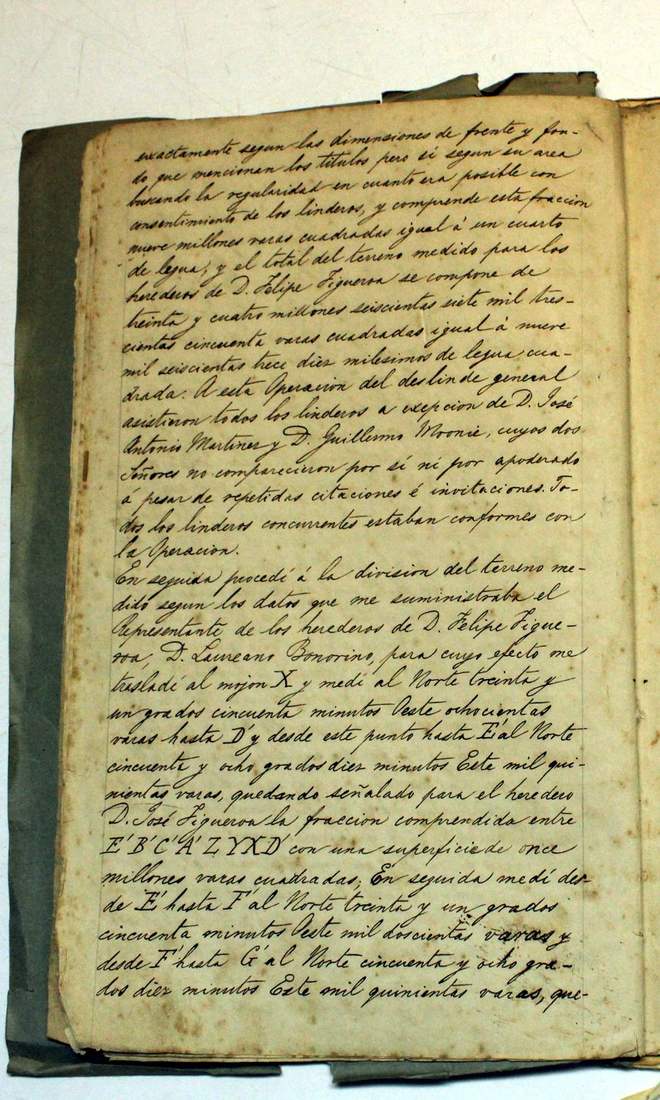 exactamente segun las dimensiones de frente y fon-
do que mencionan los titulos pero si segun su area
buscando la regularidad en cuanto era posible con
consentimiento de los linderos, y comprende esta fraccion
nueve millones varas cuadradas igual á un cuarto
de legua; y el total del terreno medido para los
herederos de D. Felipe Figueroa se compone de
treinta y cuatro millones seiscientas siete mil tres-
cientas cincuenta varas cuadradas igual á nueve
mil seiscientas trece diez milesimos de legua cua-
drada. A esta Operacion del deslinde general
asistieron todos los linderos a exepcion de D. José
Antonio Martinez y D. Guillermo Moonie, cuyos dos
Señores no comparecieron por si ni por apoderado
á pesar de repetidas citaciones é invitaciones. To-
dos los linderos concurrentes estaban conformes con
la Operacion.
En seguida procedí á la division del terreno me-
dido segun los datos que me suministraba el
Representante de los herederos de D. Felipe Figue-
roa, D. Laureano Bonorino, para cuyo efecto me
trasladé al mojon X y medí al Norte treinta y
un grados cincuenta minutos Oeste ochocientas
varas hasta D' y desde este punto hasta E' al Norte
cincuenta y ocho grados diez minutos Este mil qui-
nientas varas, quedando señalado para el heredero
D. José Figueroa la fraccion comprendida entre
E' B' C' A' Z Y X D' con una superficie de once
millones varas cuadradas; En seguida medí des-
de E' hasta F' al Norte treinta y un grados
cincuenta minutos Oeste mil doscientas varas y
desde F' hasta G' al Norte cincuenta y ocho gra-
dos diez minutos Este mil quinientas varas, que-